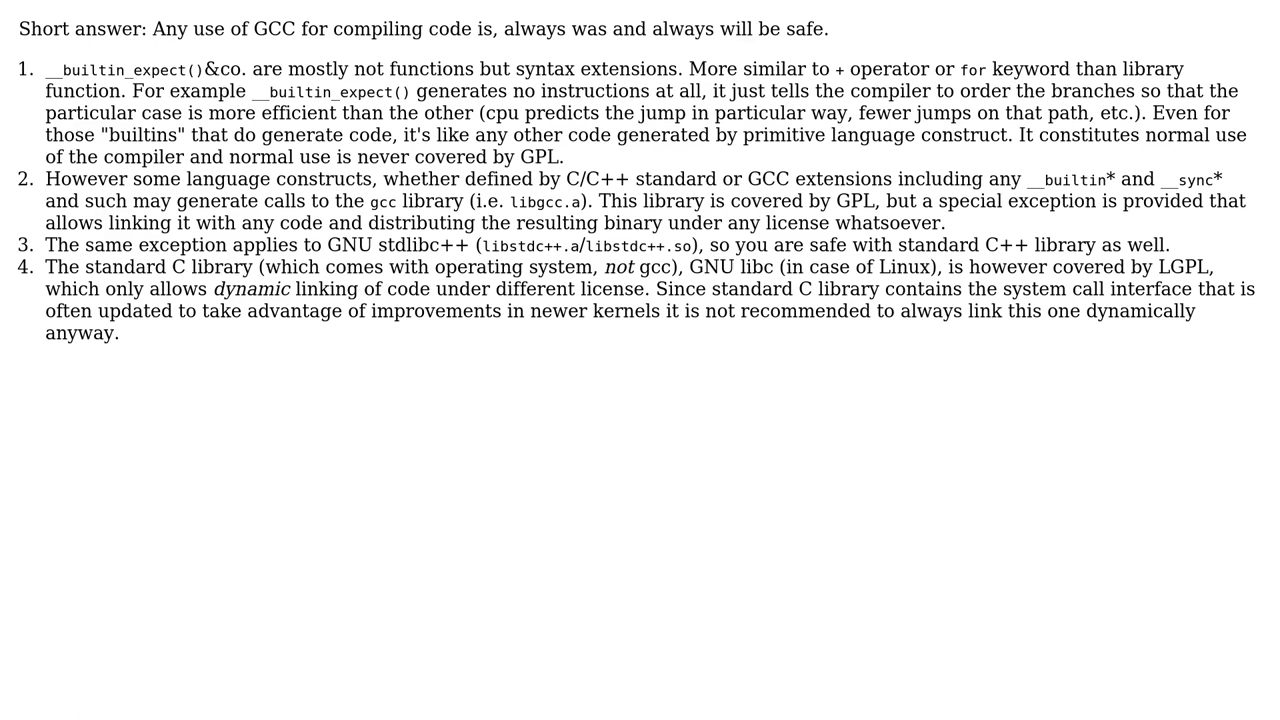 Short answer: Any use of GCC for compiling code is, always was and always will be safe.
1. __builtin_expect()&co. are mostly not functions but syntax extensions. More similar to + operator or for keyword than library
function. For example __builtin_expect() generates no instructions at all, it just tells the compiler to order the branches so that the
particular case is more efficient than the other (cpu predicts the jump in particular way, fewer jumps on that path, etc.). Even for
those "builtins" that do generate code, it's like any other code generated by primitive language construct. It constitutes normal use
of the compiler and normal use is never covered by GPL.
2. However some language constructs, whether defined by C/C++ standard or GCC extensions including any __builtin* and __sync*
and such may generate calls to the gcc library (i.e. libgcc.a). This library is covered by GPL, but a special exception is provided that
allows linking it with any code and distributing the resulting binary under any license whatsoever.
3. The same exception applies to GNU stdlibc++ (libstdc++.a/libstdc++.so), so you are safe with standard C++ library as well.
4. The standard C library (which comes with operating system, not gcc), GNU libc (in case of Linux), is however covered by LGPL,
which only allows dynamic linking of code under different license. Since standard C library contains the system call interface that is
often updated to take advantage of improvements in newer kernels it is not recommended to always link this one dynamically
anyway.